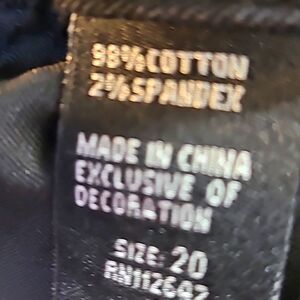 98%COTTON
2%SPANDEX
MADE IN CHINA
EXCLUSIVE OF
DECORATION
SIZE: 20